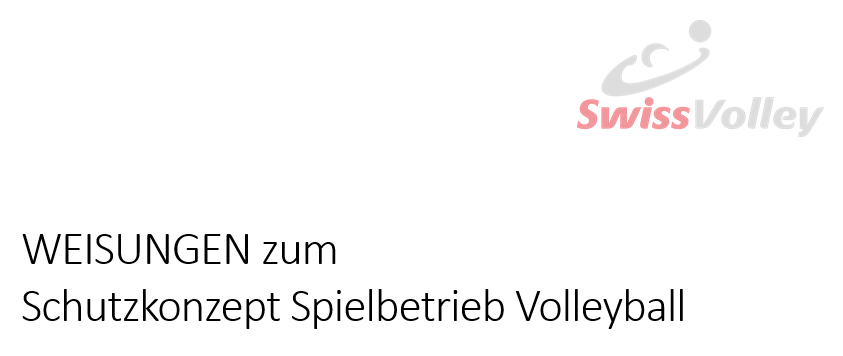 SwissVolley
WEISUNGEN zum
Schutzkonzept Spielbetrieb Volleyball